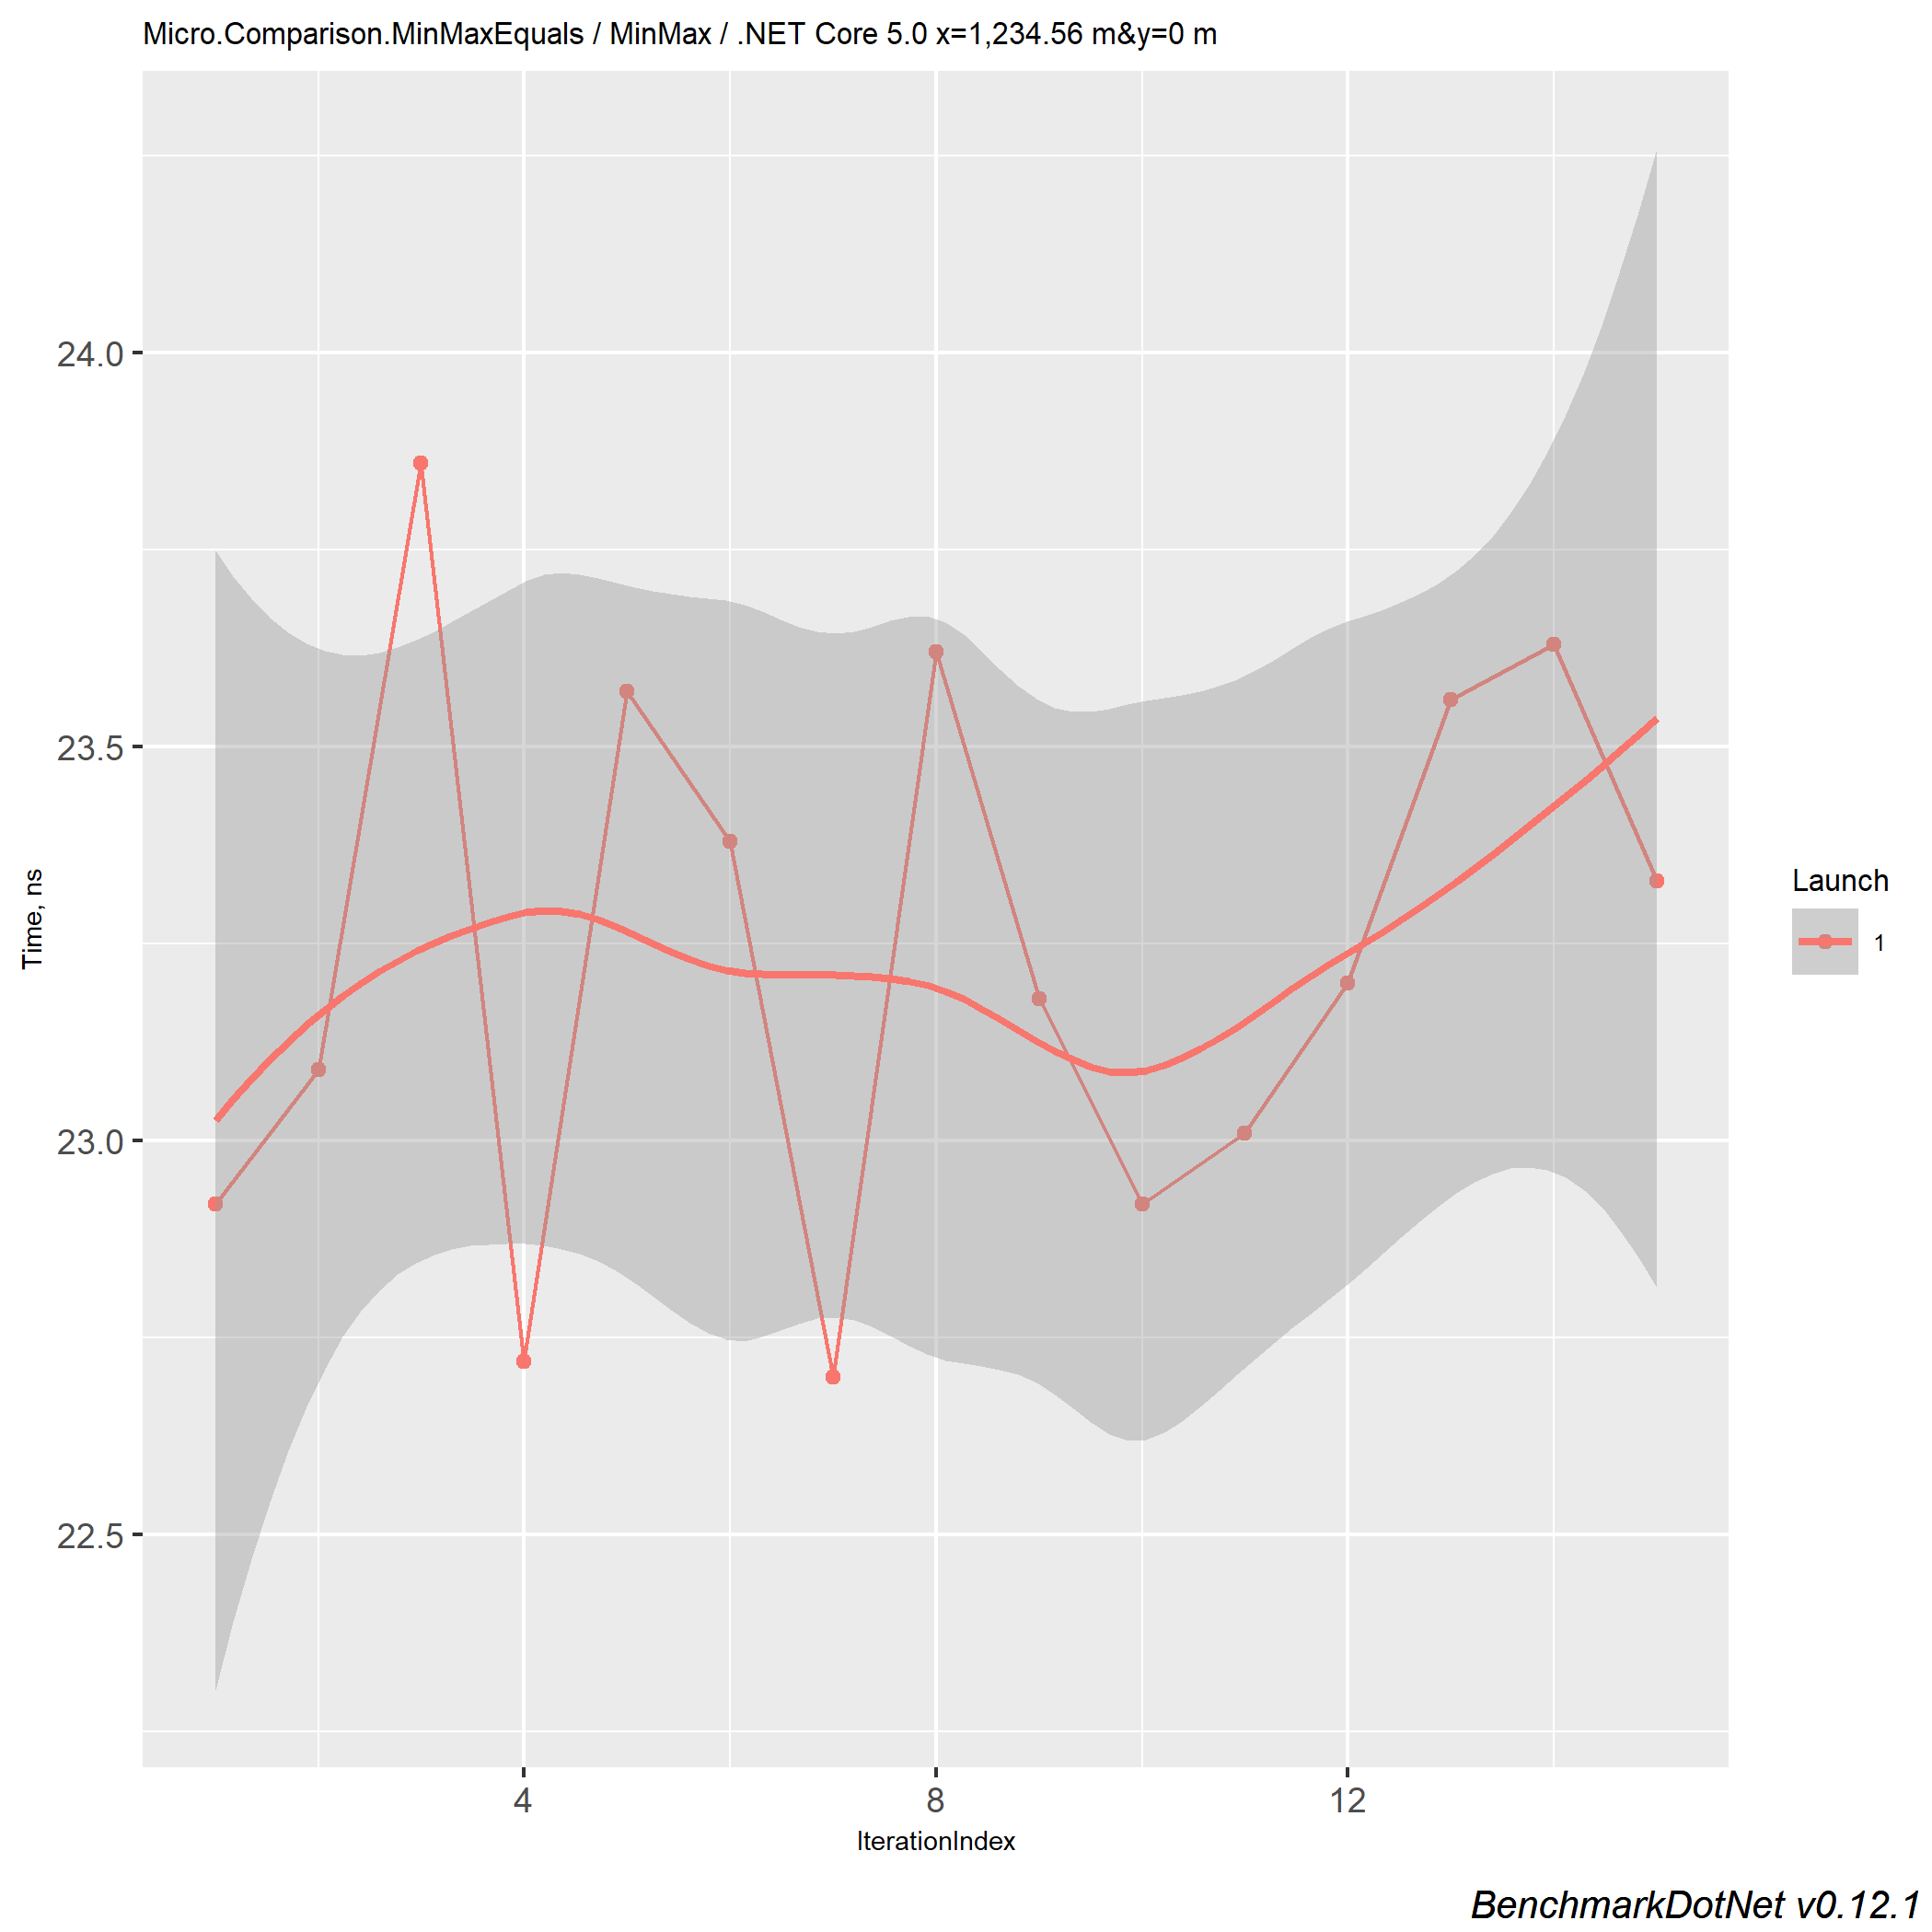 Micro.Comparison.MinMaxEquals / MinMax / .NET Core 5.0 x=1,234.56 m&y=0 m
24.0
23.5
23.0
22.5
Time, ns
4 8 12
IterationIndex
Launch
1
BenchmarkDotNet v0.12.1